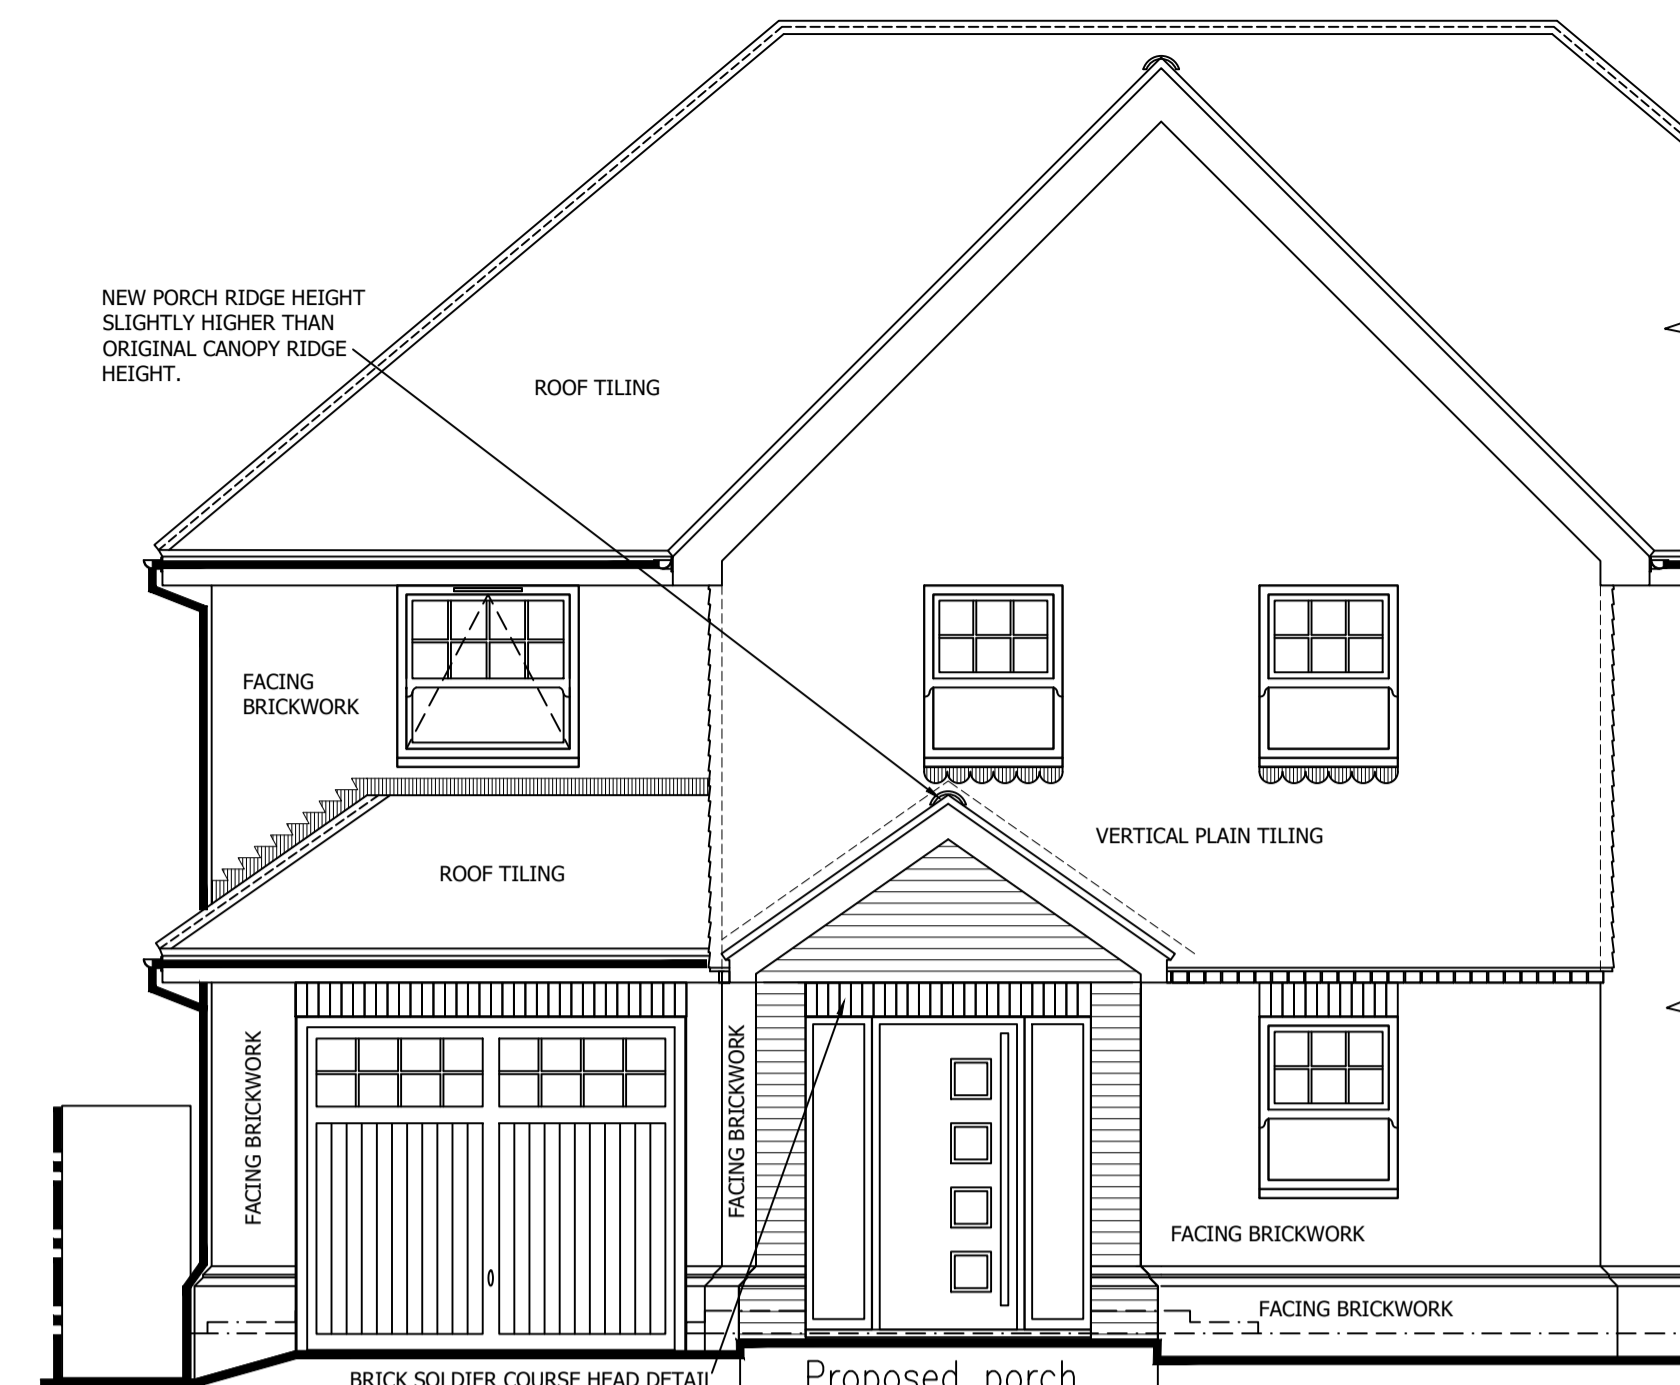 NEW PORCH RIDGE HEIGHT
SLIGHTLY HIGHER THAN
ORIGINAL CANOPY RIDGE
HEIGHT.
ROOF TILING
FACING
BRICKWORK
VERTICAL PLAIN TILING
ROOF TILING
FACING BRICKWORK
FACING BRICKWORK
FACING BRICKWORK
FACING BRICKWORK
BRICK SOLDIER COURSE HEAD DETAIL
Proposed porch